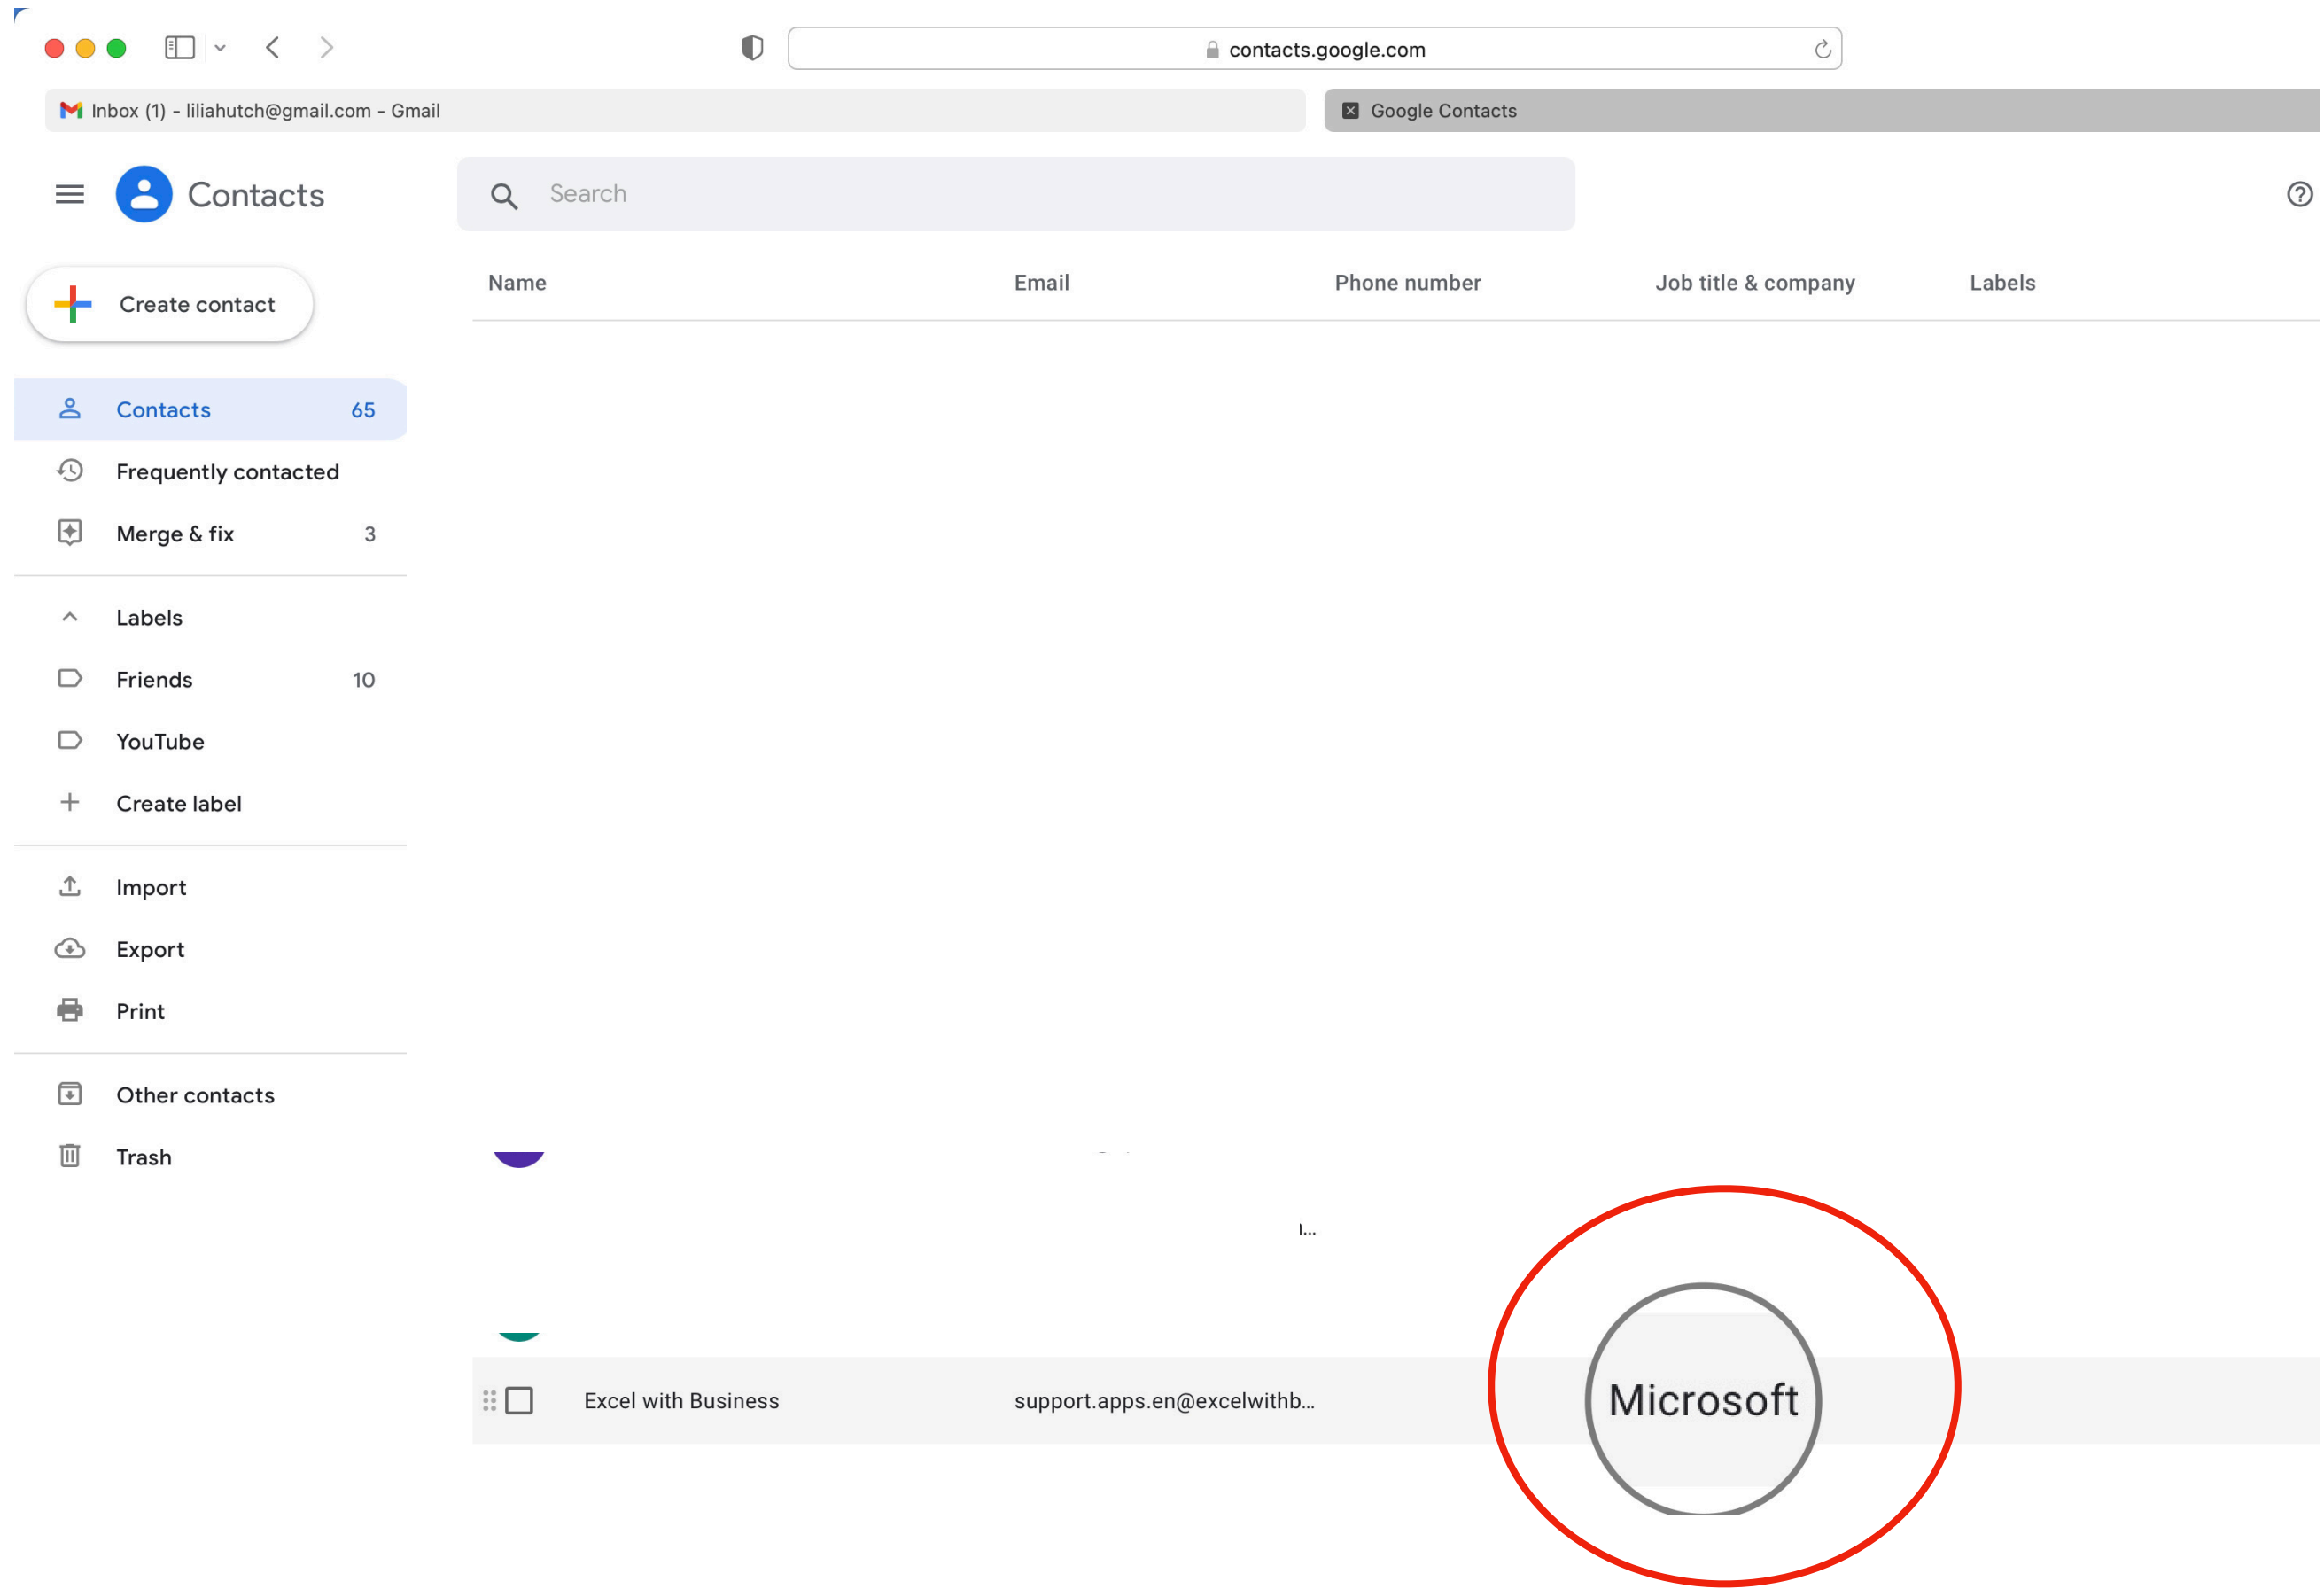 contacts.google.com
Inbox (1) - liliahutch@gmail.com - Gmail
Google Contacts
Contacts
Search
Create contact
Name Email Phone number Job title & company Labels
Contacts 65
Frequently contacted
Merge & fix 3
Labels
Friends 10
YouTube
Create label
Import
Export
Print
Other contacts
Trash
Excel with Business support.apps.en@excelwithb... Microsoft